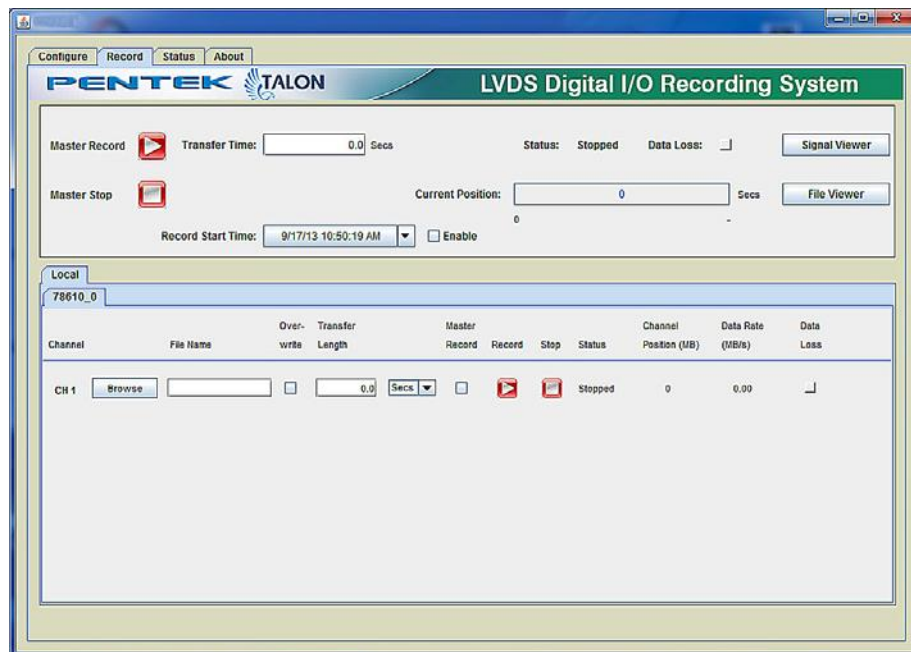 Configure Record Status About
PENTEK TALON LVDS Digital I/O Recording System
Master Record Transfer Time: 0.0 Secs Status: Stopped Data Loss: Signal Viewer
Master Stop Current Position: 0 Secs File Viewer
0 -
Record Start Time: 9/17/13 10:50:19 AM Enable
Local
78610_0
Over- Transfer Master Channel Data Rate Data
Channel File Name write Length Record Record Stop Status Position (MB) (MB/s) Loss
CH 1 Browse 0.0 Secs Stopped 0 0.00